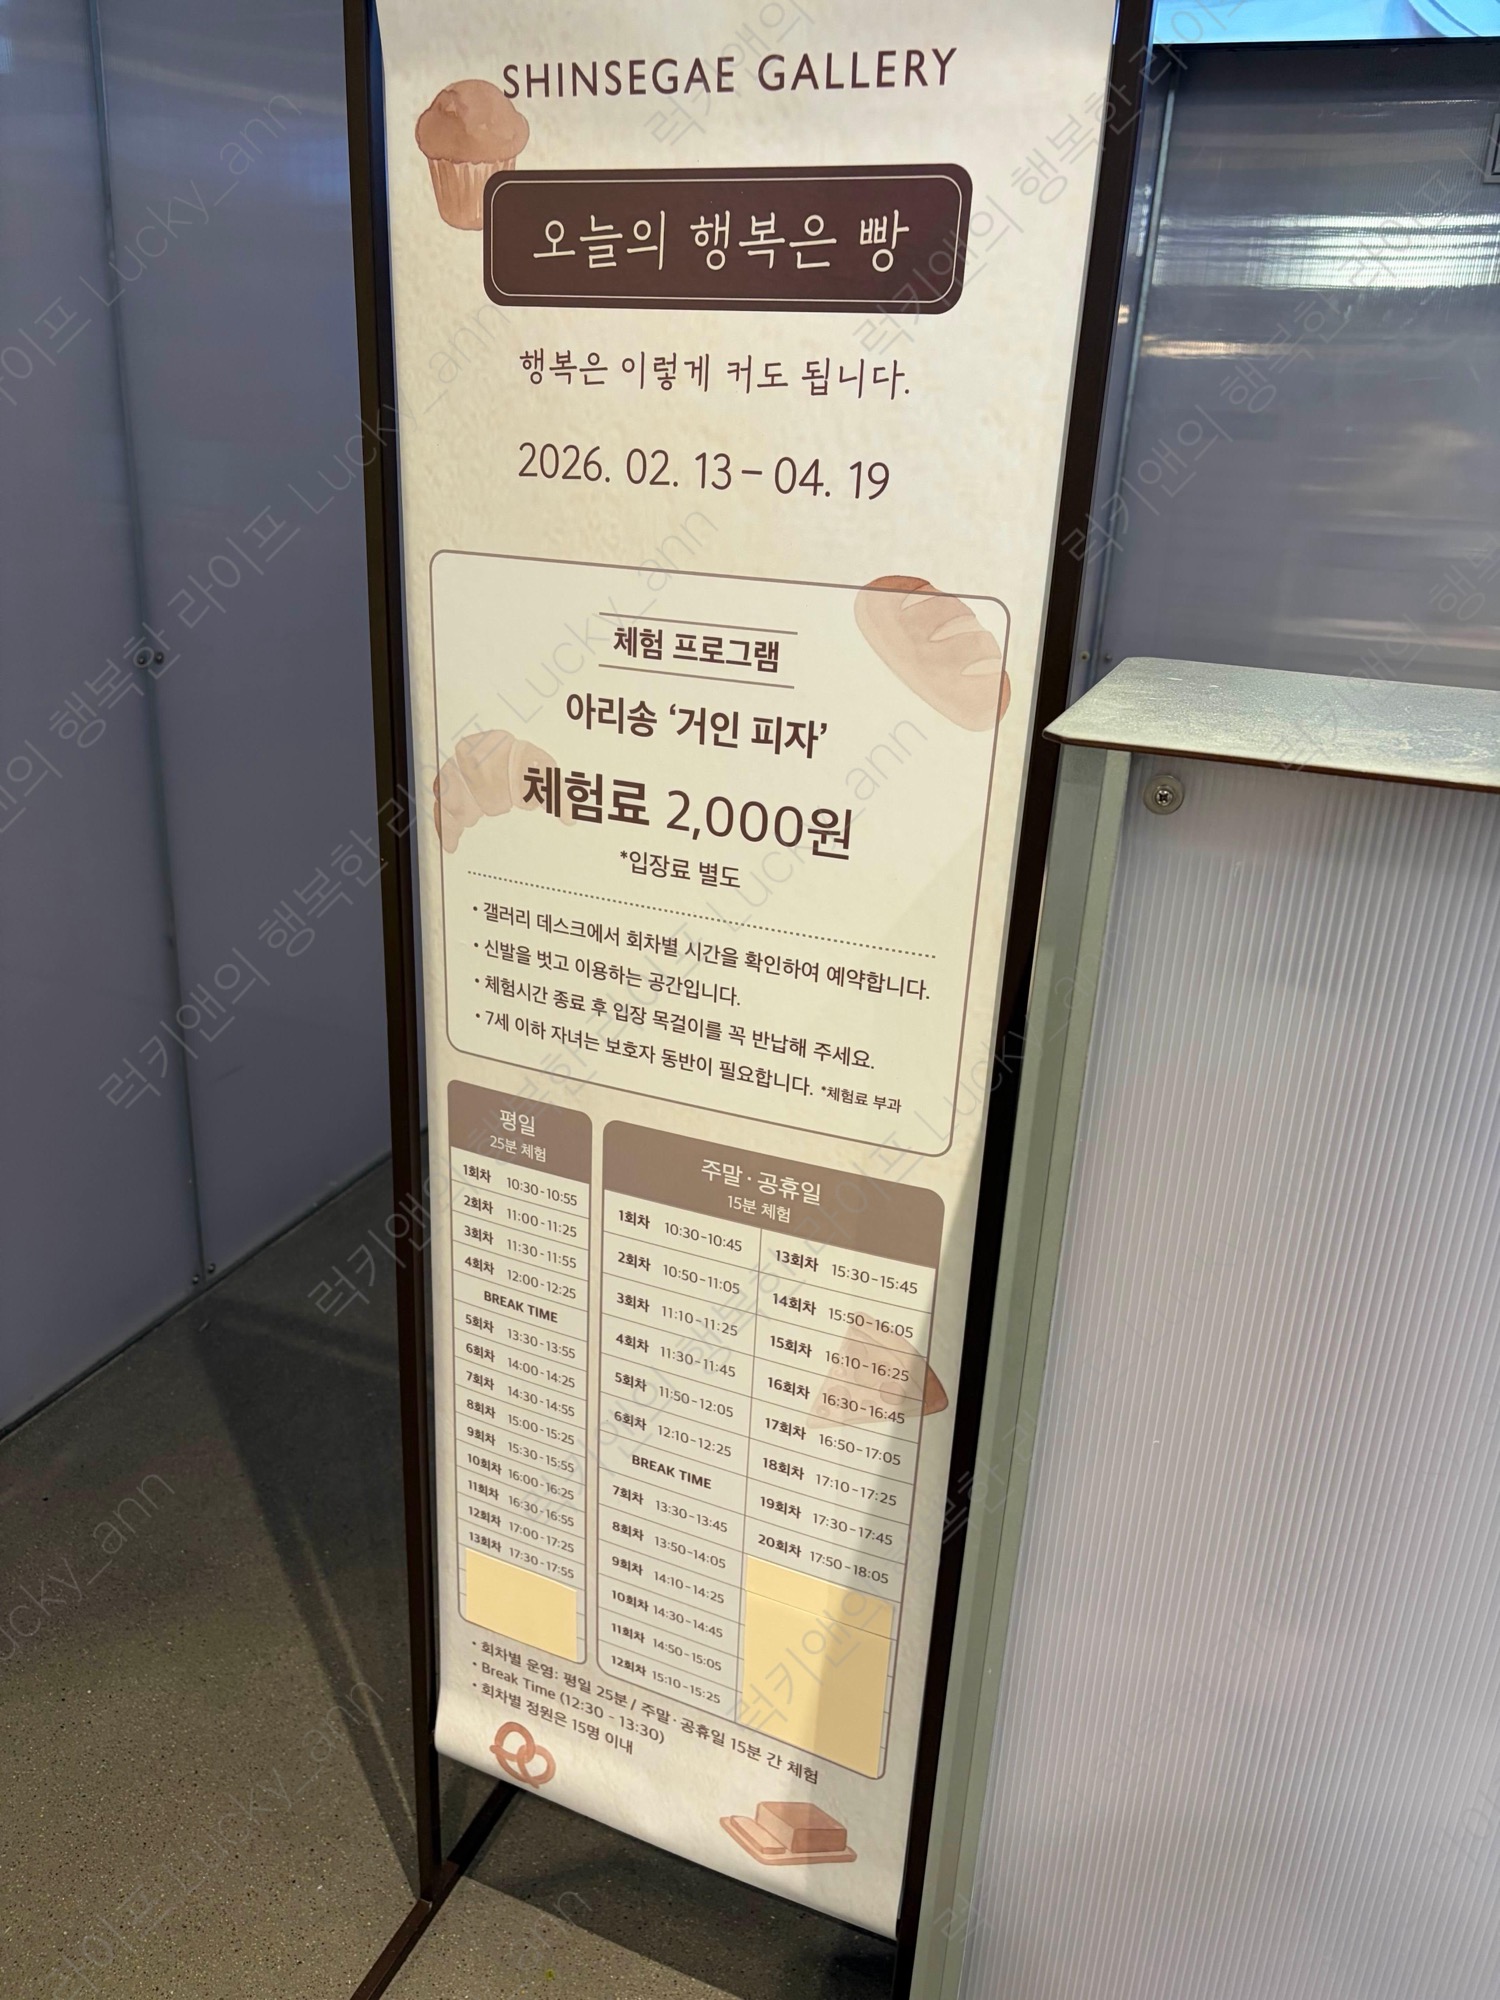 SHINSEGAE GALLERY
오늘의 행복은 빵
행복은 이렇게 커도 됩니다.
2026. 02. 13 – 04. 19
체험 프로그램
아리송 ‘거인 피자’
체험료 2,000원
*입장료 별도
• 갤러리 데스크에서 회차별 시간을 확인하여 예약합니다.
• 신발을 벗고 이용하는 공간입니다.
• 체험시간 종료 후 입장 목걸이를 꼭 반납해 주세요.
• 7세 이하 자녀는 보호자 동반이 필요합니다. *체험료 부과
평일
25분 체험
1회차 10:30-10:55
2회차 11:00-11:25
3회차 11:30-11:55
4회차 12:00-12:25
BREAK TIME
5회차 13:30-13:55
6회차 14:00-14:25
7회차 14:30-14:55
8회차 15:00-15:25
9회차 15:30-15:55
10회차 16:00-16:25
11회차 16:30-16:55
12회차 17:00-17:25
13회차 17:30-17:55
주말·공휴일
15분 체험
1회차 10:30-10:45
2회차 10:50-11:05
3회차 11:10-11:25
4회차 11:30-11:45
5회차 11:50-12:05
6회차 12:10-12:25
BREAK TIME
7회차 13:30-13:45
8회차 13:50-14:05
9회차 14:10-14:25
10회차 14:30-14:45
11회차 14:50-15:05
12회차 15:10-15:25
13회차 15:30-15:45
14회차 15:50-16:05
15회차 16:10-16:25
16회차 16:30-16:45
17회차 16:50-17:05
18회차 17:10-17:25
19회차 17:30-17:45
20회차 17:50-18:05
• 회차별 운영: 평일 25분 / 주말·공휴일 15분 간 체험
• Break Time (12:30 - 13:30)
• 회차별 정원은 15명 이내
럭키앤의 행복한 라이프 Lucky_ann